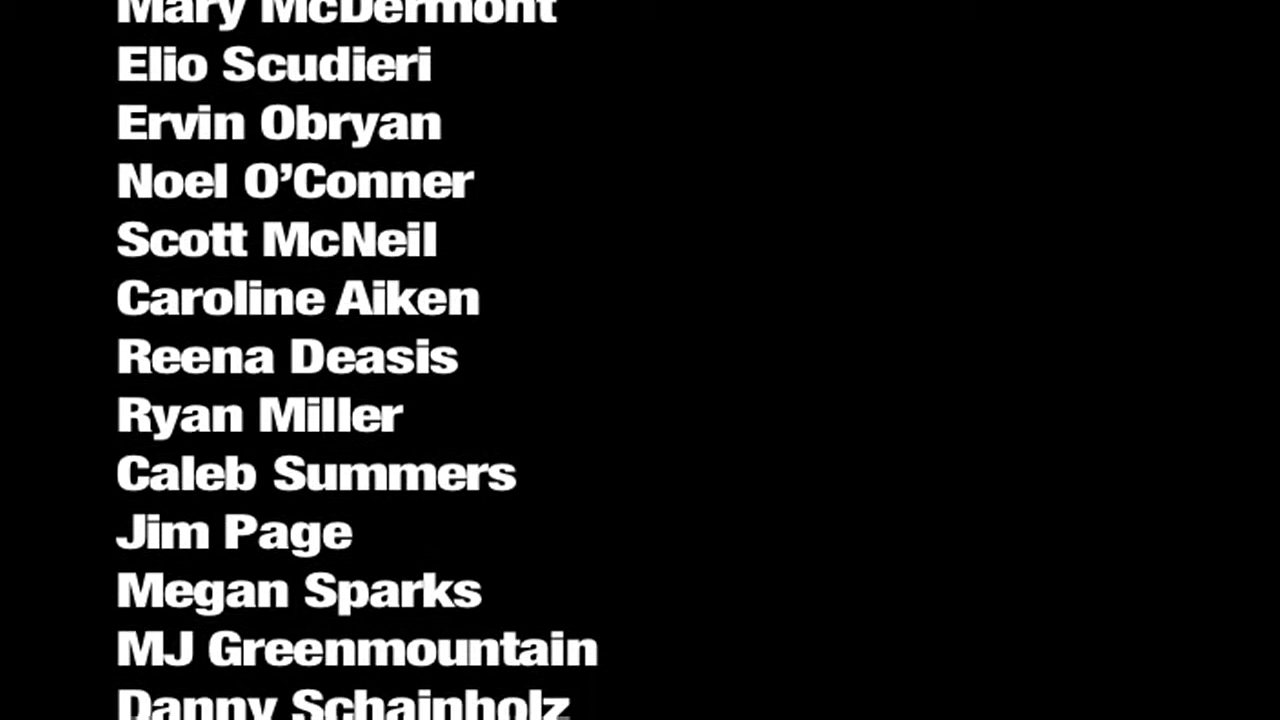 Mary McDermont
Elio Scudieri
Ervin Obryan
Noel O’Conner
Scott McNeil
Caroline Aiken
Reena Deasis
Ryan Miller
Caleb Summers
Jim Page
Megan Sparks
MJ Greenmountain
Danny Schainholz